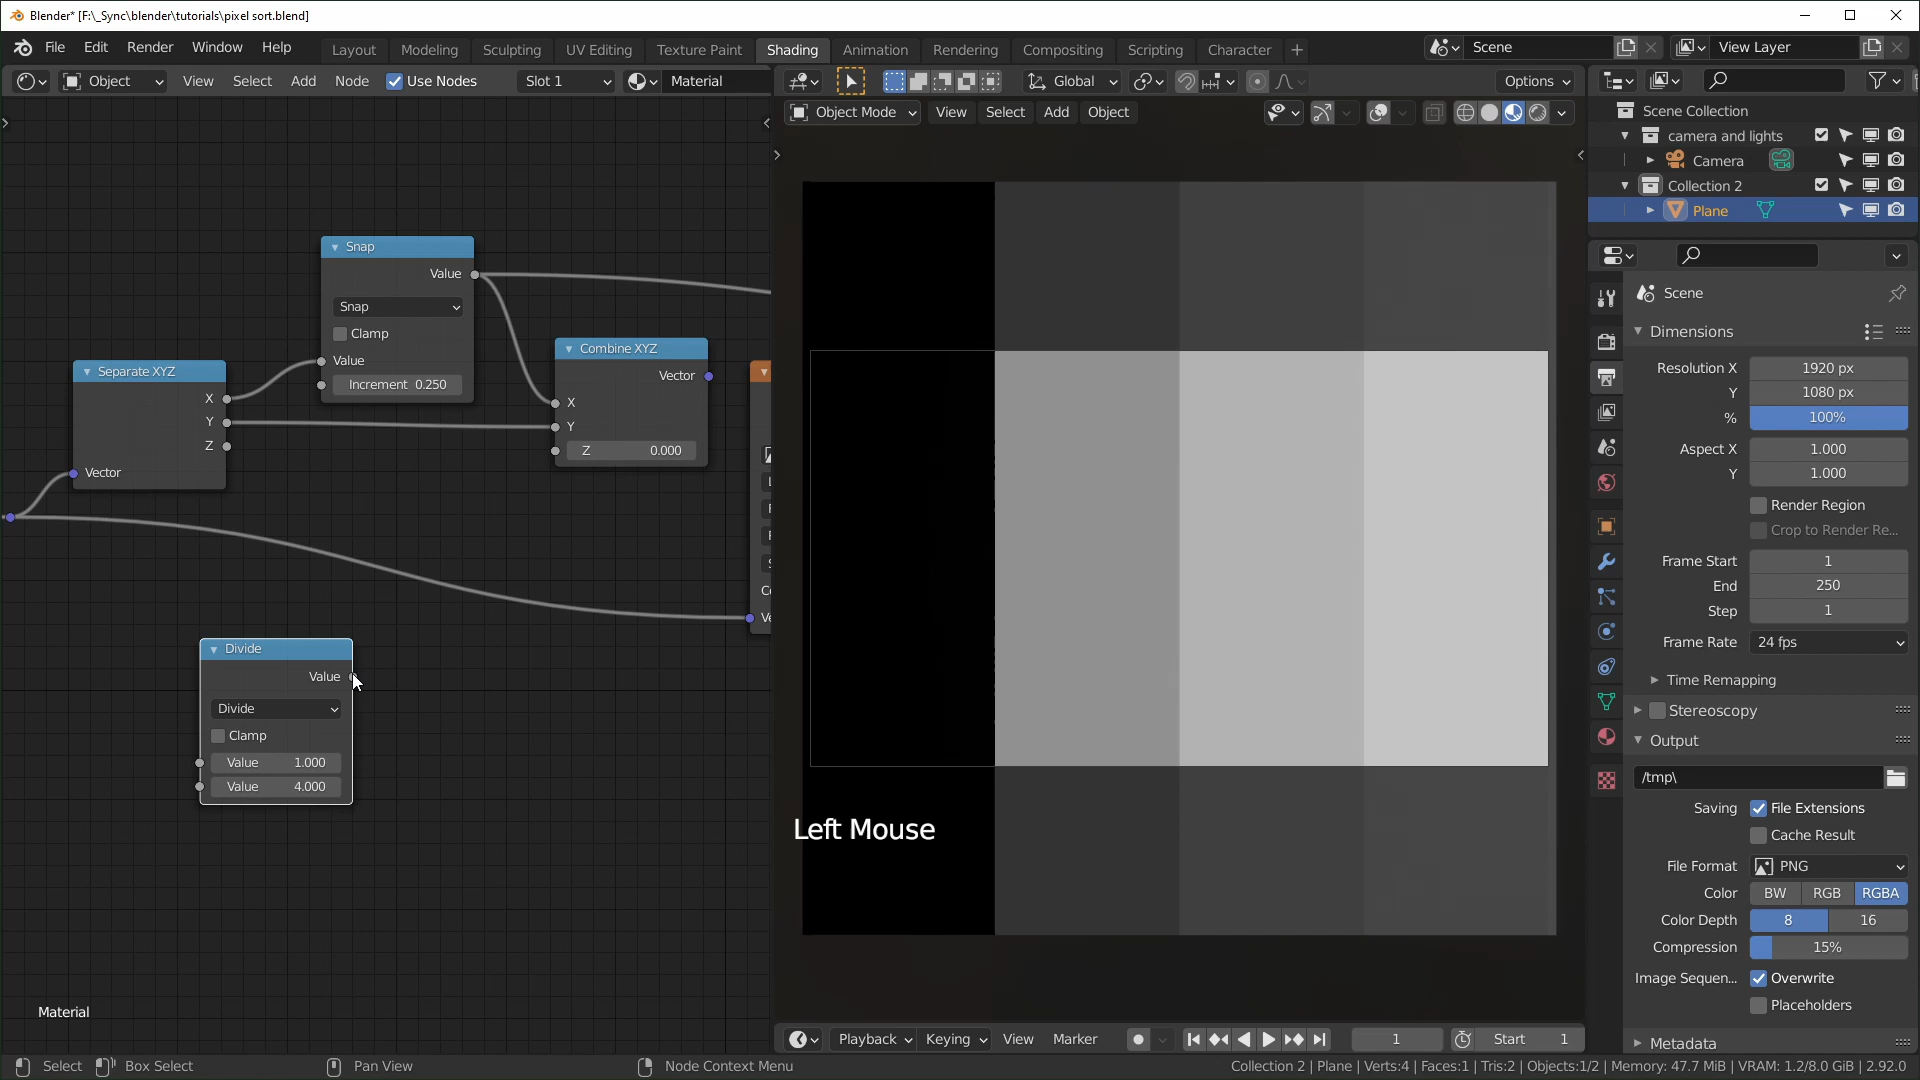 Blender* [F:\_Sync\blender\tutorials\pixel sort.blend]
File Edit Render Window Help
Layout Modeling Sculpting UV Editing Texture Paint Shading Animation Rendering Compositing Scripting Character
Scene
View Layer
Object View Select Add Node Use Nodes Slot 1 Material
Global Options
Object Mode View Select Add Object
Scene Collection
camera and lights
Camera
Collection 2
Plane
Snap
Value
Snap
Clamp
Value
Increment 0.250
Separate XYZ
X
Y
Z
Vector
Combine XYZ
Vector
X
Y
Z 0.000
Divide
Value
Divide
Clamp
Value 1.000
Value 4.000
Material
Left Mouse
Scene
Dimensions
Resolution X 1920 px
Y 1080 px
% 100%
Aspect X 1.000
Y 1.000
Render Region
Crop to Render Re...
Frame Start 1
End 250
Step 1
Frame Rate 24 fps
Time Remapping
Stereoscopy
Output
/tmp\
Saving File Extensions
Cache Result
File Format PNG
Color BW RGB RGBA
Color Depth 8 16
Compression 15%
Image Sequen... Overwrite
Placeholders
Metadata
Playback Keying View Marker 1 Start 1
Select Box Select Pan View Node Context Menu
Collection 2 | Plane | Verts:4 | Faces:1 | Tris:2 | Objects:1/2 | Memory: 47.7 MiB | VRAM: 1.2/8.0 GiB | 2.92.0